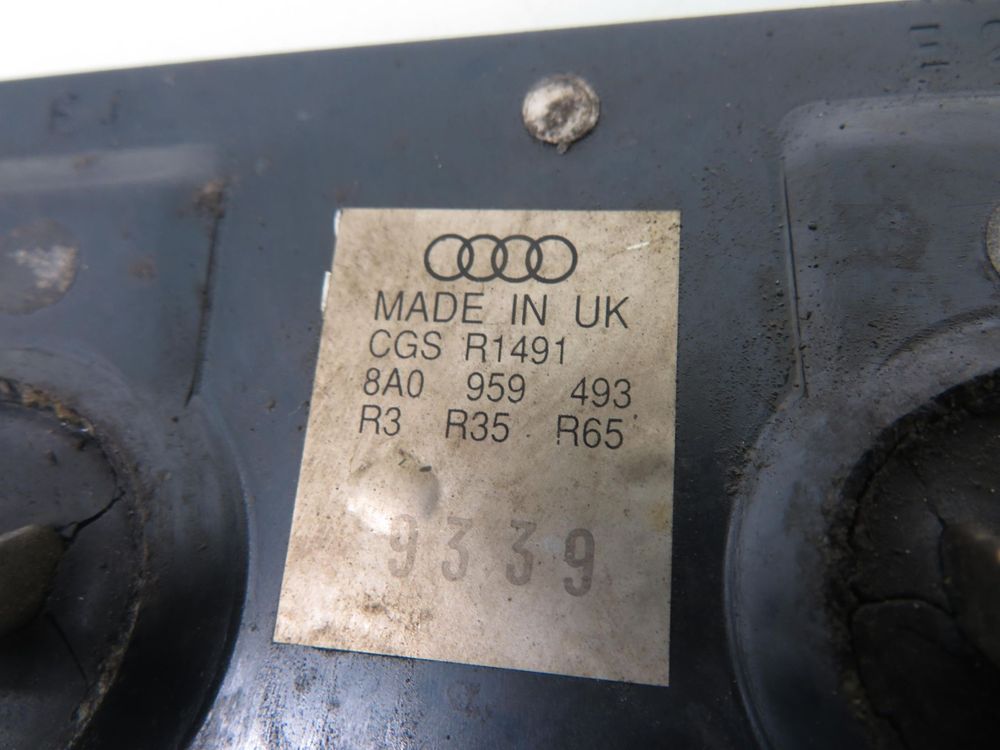 MADE IN UK
CGS R1491
8A0 959 493
R3 R35 R65
9339